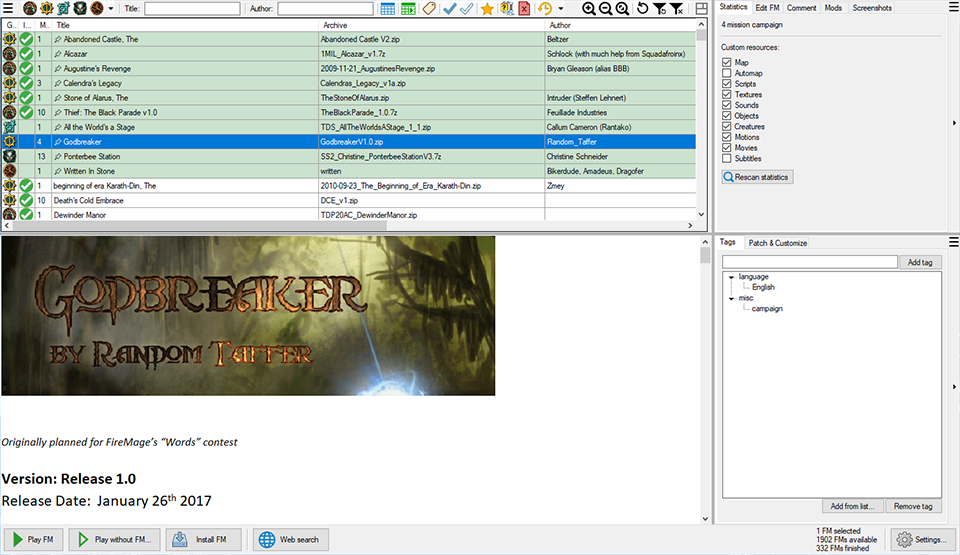 Title: Author:
Statistics Edit FM Comment Mods Screenshots
G.. I... M... Title Archive Author
1 Abandoned Castle, The Abandoned Castle V2.zip Beltzer
1 Alcazar 1MIL_Alcazar_v1.7z Schlock (with much help from Squadafroinx)
1 Augustine's Revenge 2009-11-21_AugustinesRevenge.zip Bryan Gleason (alias BBB)
3 Calendra's Legacy Calendras_Legacy_v1a.zip
1 Stone of Alarus, The TheStoneOfAlarus.zip Intruder (Steffen Lehnert)
10 Thief: The Black Parade v1.0 TheBlackParade_1.0.7z Feuillade Industries
1 All the World's a Stage TDS_AllTheWorldsAStage_1_1.zip Callum Cameron (Rantako)
4 Godbreaker GodbreakerV1.0.zip Random_Taffer
13 Ponterbee Station SS2_Christine_PonterbeeStationV3.7z Christine Schneider
1 Written In Stone written Bikerdude, Amadeus, Dragofer
1 beginning of era Karath-Din, The 2010-09-23_The_Beginning_of_Era_Karath-Din.zip Zmey
10 Death's Cold Embrace DCE_v1.zip
1 Dewinder Manor TDP20AC_DewinderManor.zip
4 mission campaign
Custom resources:
Map
Automap
Scripts
Textures
Sounds
Objects
Creatures
Motions
Movies
Subtitles
Rescan statistics
GODBREAKER
BY RANDOM TAFFER
Originally planned for FireMage's “Words” contest
Version: Release 1.0
Release Date: January 26th 2017
Tags Patch & Customize
Add tag
language
English
misc
campaign
Add from list... Remove tag
Play FM Play without FM... Install FM Web search
1 FM selected
1902 FMs available
332 FMs finished
Settings...